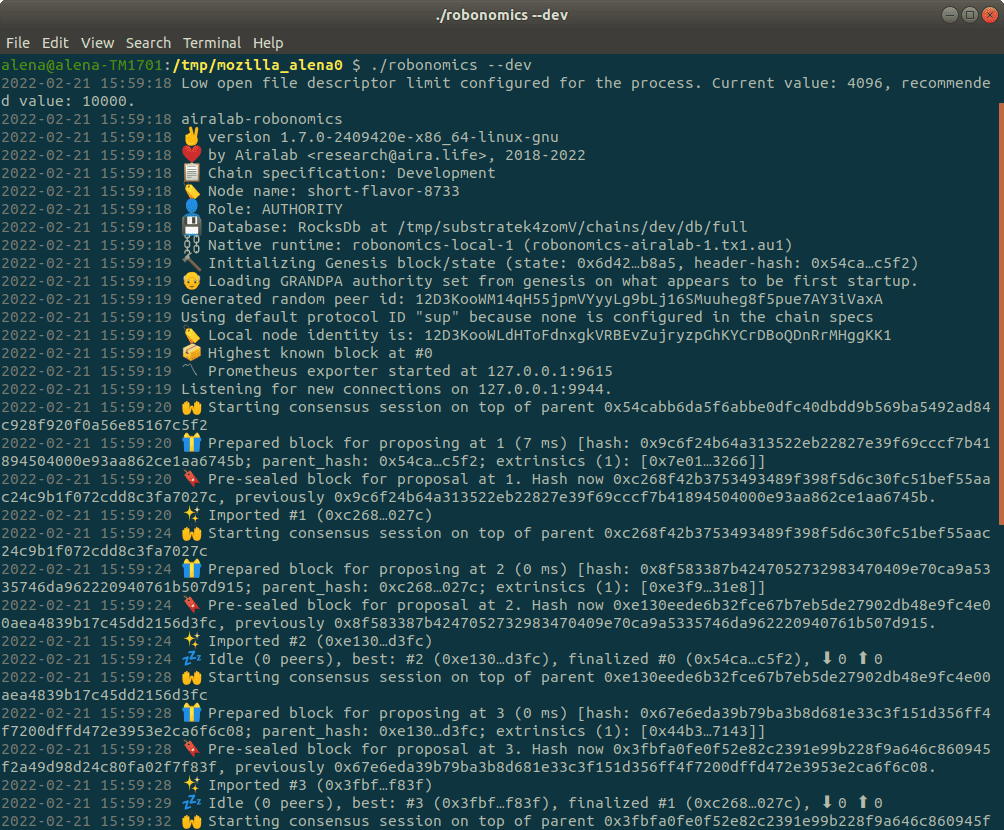 ./robonomics --dev
File Edit View Search Terminal Help
alena@alena-TM1701:/tmp/mozilla_alena0 $ ./robonomics --dev
2022-02-21 15:59:18 Low open file descriptor limit configured for the process. Current value: 4096, recommende
d value: 10000.
2022-02-21 15:59:18 airalab-robonomics
2022-02-21 15:59:18 ✌️ version 1.7.0-2409420e-x86_64-linux-gnu
2022-02-21 15:59:18 ❤️ by Airalab <research@aira.life>, 2018-2022
2022-02-21 15:59:18 📋 Chain specification: Development
2022-02-21 15:59:18 🏷 Node name: short-flavor-8733
2022-02-21 15:59:18 👤 Role: AUTHORITY
2022-02-21 15:59:18 💾 Database: RocksDb at /tmp/substratek4zomV/chains/dev/db/full
2022-02-21 15:59:18 ⛓ Native runtime: robonomics-local-1 (robonomics-airalab-1.tx1.au1)
2022-02-21 15:59:19 🔨 Initializing Genesis block/state (state: 0x6d42…b8a5, header-hash: 0x54ca…c5f2)
2022-02-21 15:59:19 👴 Loading GRANDPA authority set from genesis on what appears to be first startup.
2022-02-21 15:59:19 Generated random peer id: 12D3KooWM14qH55jpmVYyyLg9bLj16SMuuheg8f5pue7AY3iVaxA
2022-02-21 15:59:19 Using default protocol ID "sup" because none is configured in the chain specs
2022-02-21 15:59:19 🏷 Local node identity is: 12D3KooWLdHToFdnxgkVRBEvZujryzpGhKYCrDBoQDnRrMHggKK1
2022-02-21 15:59:19 📦 Highest known block at #0
2022-02-21 15:59:19 〽️ Prometheus exporter started at 127.0.0.1:9615
2022-02-21 15:59:19 Listening for new connections on 127.0.0.1:9944.
2022-02-21 15:59:20 🙌 Starting consensus session on top of parent 0x54cabb6da5f6abbe0dfc40dbdd9b569ba5492ad84
c928f920f0a56e85167c5f2
2022-02-21 15:59:20 🎁 Prepared block for proposing at 1 (7 ms) [hash: 0x9c6f24b64a313522eb22827e39f69cccf7b41
894504000e93aa862ce1aa6745b; parent_hash: 0x54ca…c5f2; extrinsics (1): [0x7e01…3266]]
2022-02-21 15:59:20 🔖 Pre-sealed block for proposal at 1. Hash now 0xc268f42b3753493489f398f5d6c30fc51bef55aa
c24c9b1f072cdd8c3fa7027c, previously 0x9c6f24b64a313522eb22827e39f69cccf7b41894504000e93aa862ce1aa6745b.
2022-02-21 15:59:20 ✨ Imported #1 (0xc268…027c)
2022-02-21 15:59:24 🙌 Starting consensus session on top of parent 0xc268f42b3753493489f398f5d6c30fc51bef55aac
24c9b1f072cdd8c3fa7027c
2022-02-21 15:59:24 🎁 Prepared block for proposing at 2 (0 ms) [hash: 0x8f583387b4247052732983470409e70ca9a53
35746da962220940761b507d915; parent_hash: 0xc268…027c; extrinsics (1): [0xe3f9…31e8]]
2022-02-21 15:59:24 🔖 Pre-sealed block for proposal at 2. Hash now 0xe130eede6b32fce67b7eb5de27902db48e9fc4e0
0aea4839b17c45dd2156d3fc, previously 0x8f583387b4247052732983470409e70ca9a5335746da962220940761b507d915.
2022-02-21 15:59:24 ✨ Imported #2 (0xe130…d3fc)
2022-02-21 15:59:24 💤 Idle (0 peers), best: #2 (0xe130…d3fc), finalized #0 (0x54ca…c5f2), ⬇ 0 ⬆ 0
2022-02-21 15:59:28 🙌 Starting consensus session on top of parent 0xe130eede6b32fce67b7eb5de27902db48e9fc4e00
aea4839b17c45dd2156d3fc
2022-02-21 15:59:28 🎁 Prepared block for proposing at 3 (0 ms) [hash: 0x67e6eda39b79ba3b8d681e33c3f151d356ff4
f7200dffd472e3953e2ca6f6c08; parent_hash: 0xe130…d3fc; extrinsics (1): [0x44b3…7143]]
2022-02-21 15:59:28 🔖 Pre-sealed block for proposal at 3. Hash now 0x3fbfa0fe0f52e82c2391e99b228f9a646c860945
f2a49d98d24c80fa02f7f83f, previously 0x67e6eda39b79ba3b8d681e33c3f151d356ff4f7200dffd472e3953e2ca6f6c08.
2022-02-21 15:59:28 ✨ Imported #3 (0x3fbf…f83f)
2022-02-21 15:59:29 💤 Idle (0 peers), best: #3 (0x3fbf…f83f), finalized #1 (0xc268…027c), ⬇ 0 ⬆ 0
2022-02-21 15:59:32 🙌 Starting consensus session on top of parent 0x3fbfa0fe0f52e82c2391e99b228f9a646c860945f